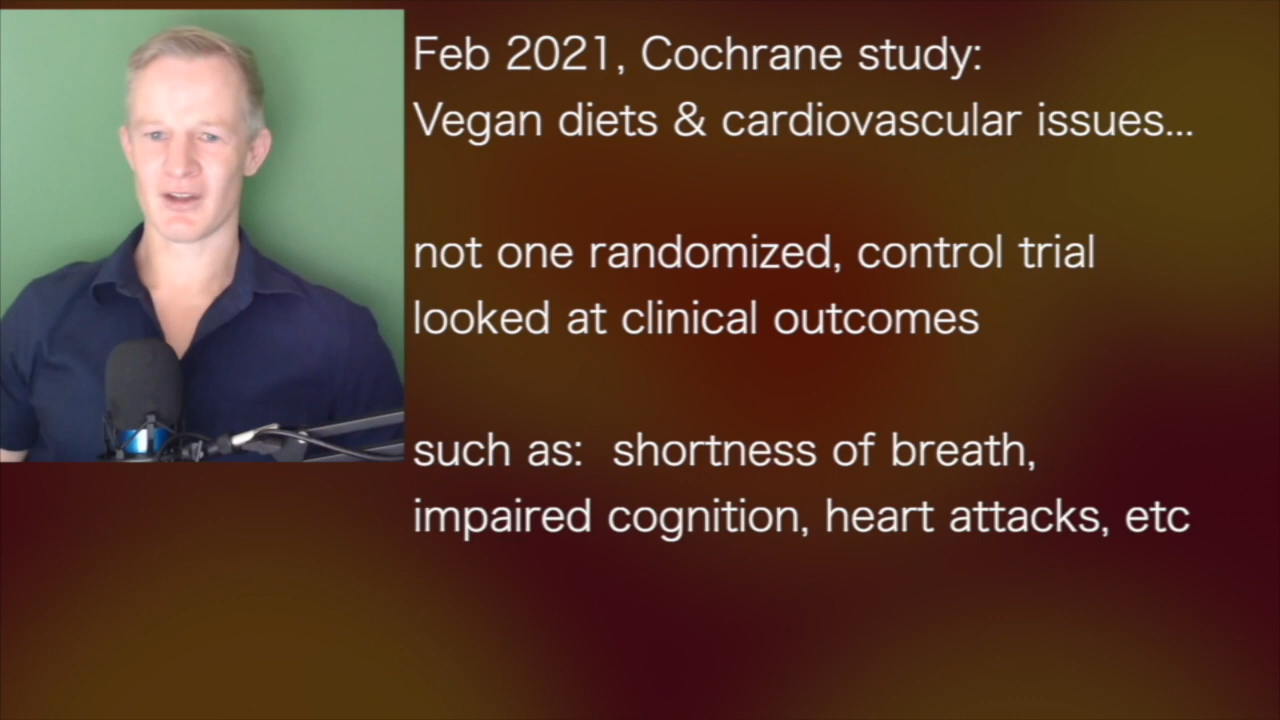 Feb 2021, Cochrane study:
Vegan diets & cardiovascular issues...
not one randomized, control trial
looked at clinical outcomes
such as:  shortness of breath,
impaired cognition, heart attacks, etc